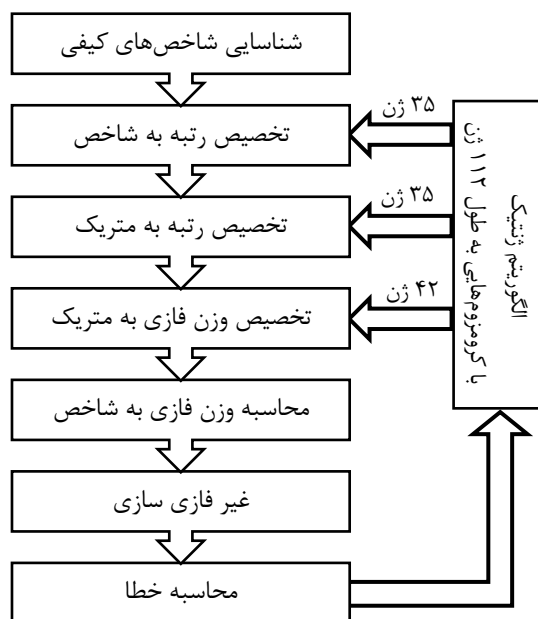 شناسایی شاخص‌های کیفی
تخصیص رتبه به شاخص
۳۵ ژن
تخصیص رتبه به متریک
۳۵ ژن
تخصیص وزن فازی به متریک
۴۲ ژن
محاسبه وزن فازی به شاخص
غیر فازی سازی
محاسبه خطا
الگوریتم ژنتیک
با کرومزوم‌هایی به طول ۱۱۲ ژن